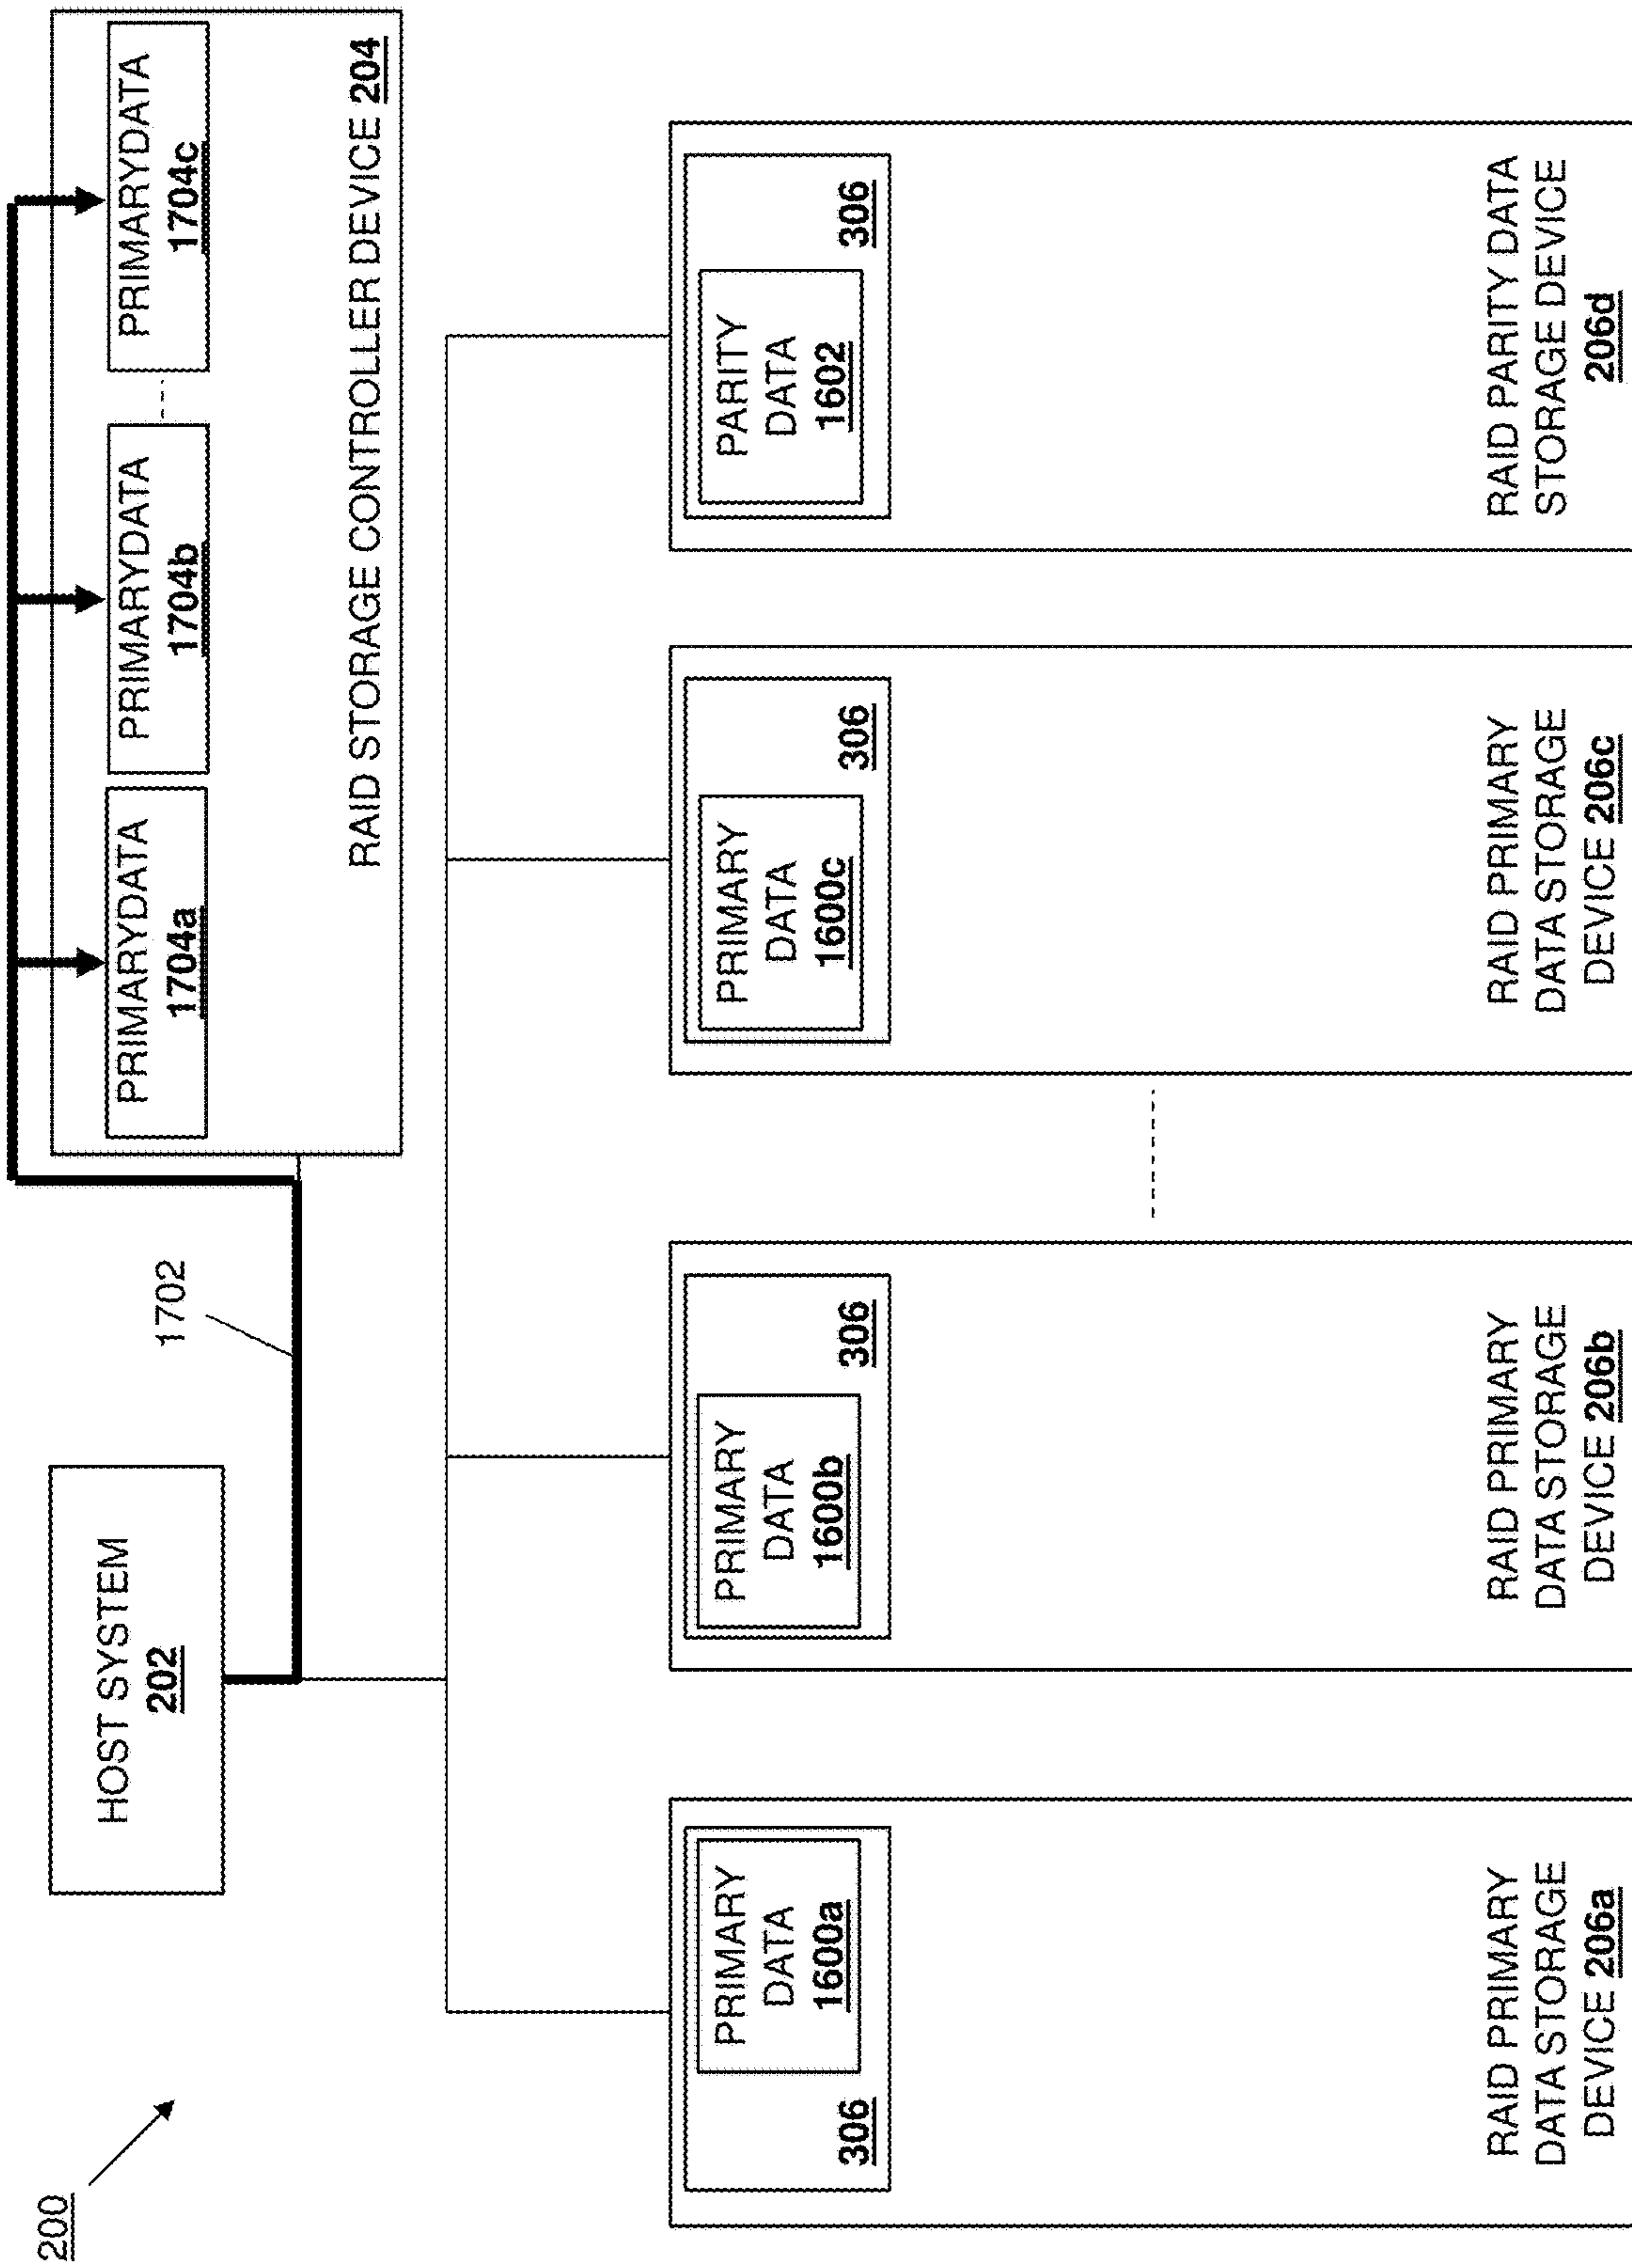 200
HOST SYSTEM
202
1702
PRIMARYDATA
1704a
PRIMARYDATA
1704b
PRIMARYDATA
1704c
RAID STORAGE CONTROLLER DEVICE 204
PRIMARY
DATA
1600a
306
RAID PRIMARY
DATA STORAGE
DEVICE 206a
PRIMARY
DATA
1600b
306
RAID PRIMARY
DATA STORAGE
DEVICE 206b
PRIMARY
DATA
1600c
306
RAID PRIMARY
DATA STORAGE
DEVICE 206c
PARITY
DATA
1602
306
RAID PARITY DATA
STORAGE DEVICE
206d